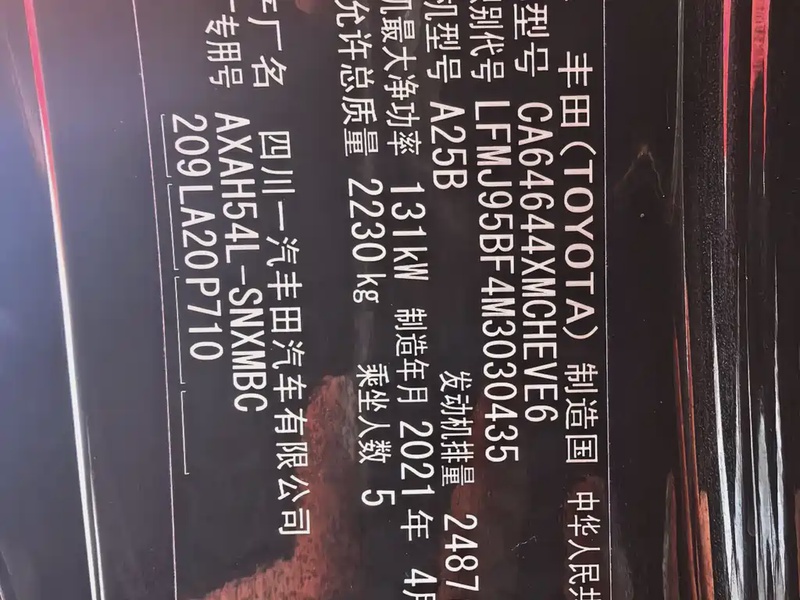 丰田(TOYOTA) 制造国 中华人民共
型号 CA64644XMCHEVE6
别代号 LFMJ95BF4M3030435
机型号 A25B 发动机排量 2487
机最大净功率 131kW 制造年月 2021年 4月
允许总质量 2230kg 乘坐人数 5
厂名 四川一汽丰田汽车有限公司
专用号 AXAH54L-SNXMBC
209LA20P710